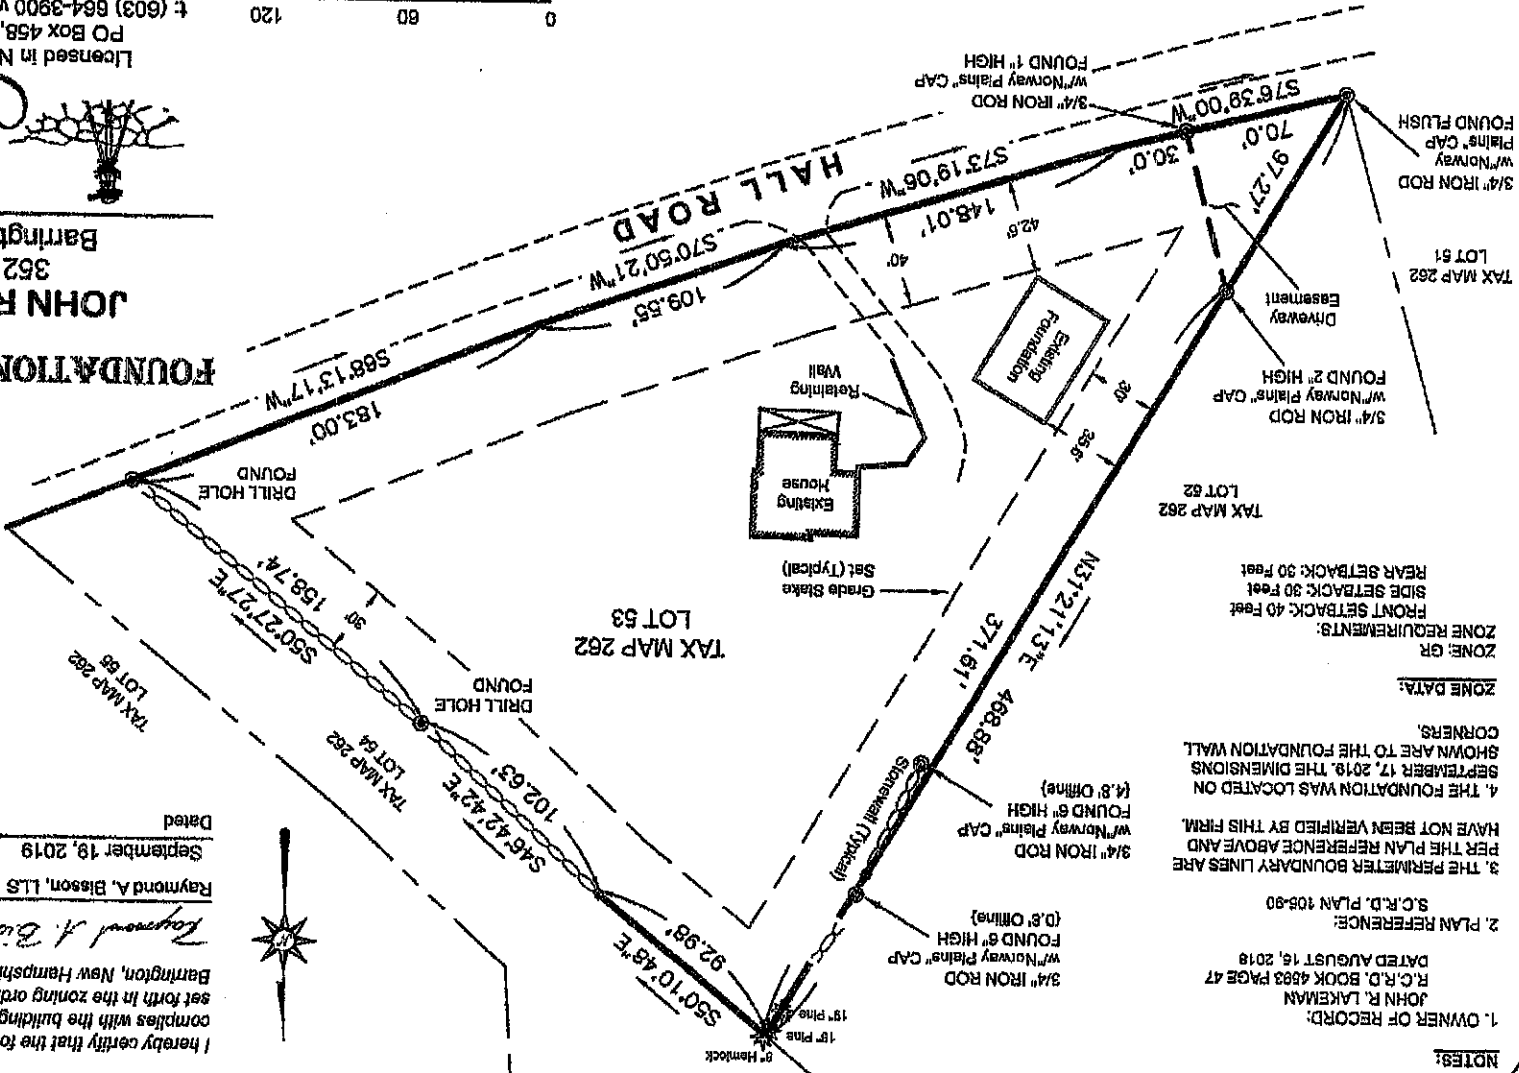 NOTES:
1. OWNER OF RECORD:
JOHN R. LAKEMAN
R.C.R.D. BOOK 4593 PAGE 47
DATED AUGUST 15, 2018
2. PLAN REFERENCE:
S.C.R.D. PLAN 105-90
3. THE PERIMETER BOUNDARY LINES ARE
PER THE PLAN REFERENCE ABOVE AND
HAVE NOT BEEN VERIFIED BY THIS FIRM.
4. THE FOUNDATION WAS LOCATED ON
SEPTEMBER 17, 2019. THE DIMENSIONS
SHOWN ARE TO THE FOUNDATION WALL
CORNERS.
ZONE DATA:
ZONE: GR
ZONE REQUIREMENTS:
FRONT SETBACK: 40 Feet
SIDE SETBACK: 30 Feet
REAR SETBACK: 30 Feet
I hereby certify that the fo
complies with the building
set forth in the zoning ordi
Barrington, New Hampshi
Raymond A. Bis
Raymond A. Bisson, LLS
September 19, 2019
Dated
8" Hemlock
15" Pine
19" Pine
S50°10'48"E
92.98'
3/4" IRON ROD
w/"Norway Plains" CAP
FOUND 6" HIGH
{0.8' Offline}
S46°42'42"E
102.63'
3/4" IRON ROD
w/"Norway Plains" CAP
FOUND 6" HIGH
{4.8' Offline}
Stonewall (Typical)
468.88'
371.61'
N31°21'13"E
TAX MAP 262
LOT 54
DRILL HOLE
FOUND
TAX MAP 262
LOT 55
TAX MAP 262
LOT 53
S50°27'27"E
158.74'
30'
Grade Stake
Set (Typical)
TAX MAP 262
LOT 52
Existing
House
DRILL HOLE
FOUND
35.6'
30'
3/4" IRON ROD
w/"Norway Plains" CAP
FOUND 2" HIGH
Retaining
Wall
183.00'
S68°13'17"W
Existing
Foundation
Driveway
Easement
109.55'
S70°50'21"W
TAX MAP 262
LOT 51
40'
42.6'
148.01'
S73°19'06"W
HALL ROAD
97.27'
30.0'
70.0'
S76°39'00"W
3/4" IRON ROD
w/"Norway
Plains" CAP
FOUND FLUSH
3/4" IRON ROD
w/"Norway Plains" CAP
FOUND 1" HIGH
FOUNDATION
JOHN R
352
Barringt
Licensed in N
PO Box 458,
t: (603) 664-3900 w
0
60
120